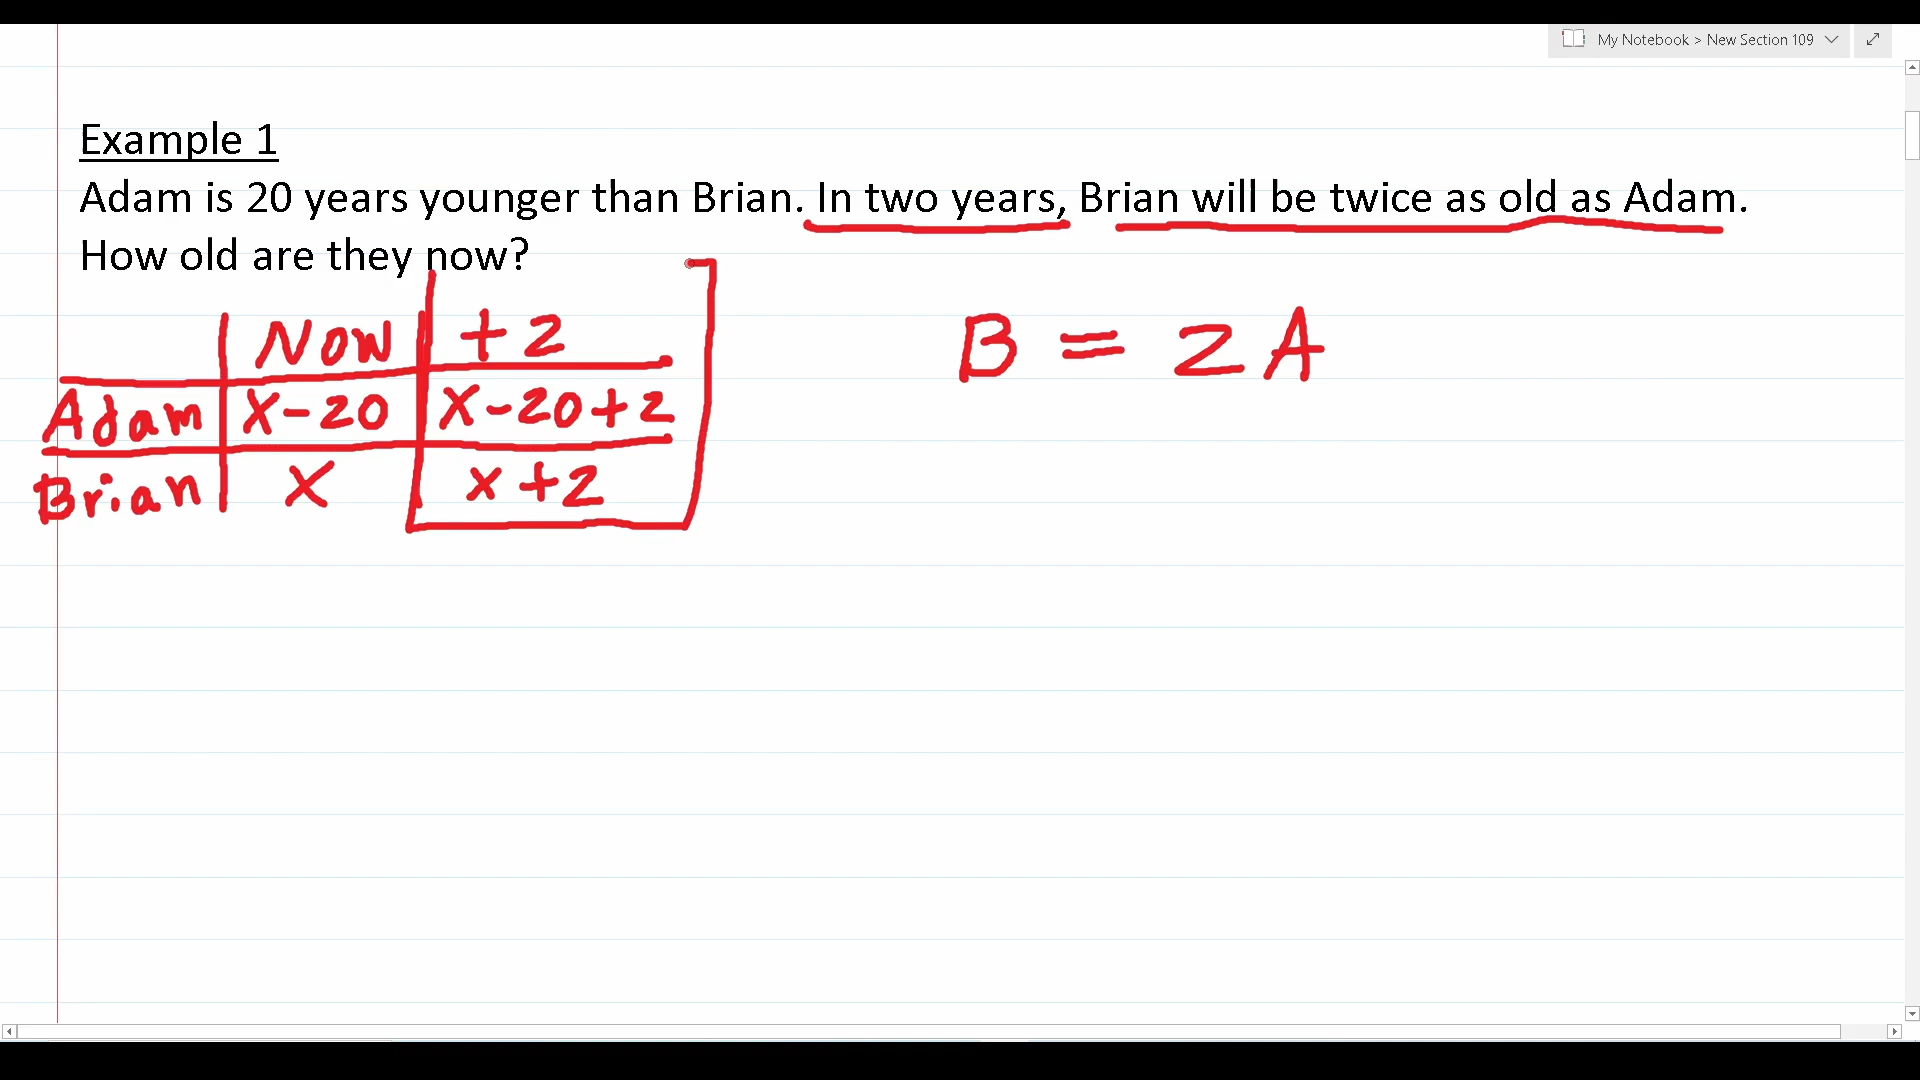 My Notebook > New Section 109
Example 1
Adam is 20 years younger than Brian. In two years, Brian will be twice as old as Adam.
How old are they now?
Now +2
Adam x-20 x-20+2
Brian x x+2
B = 2A